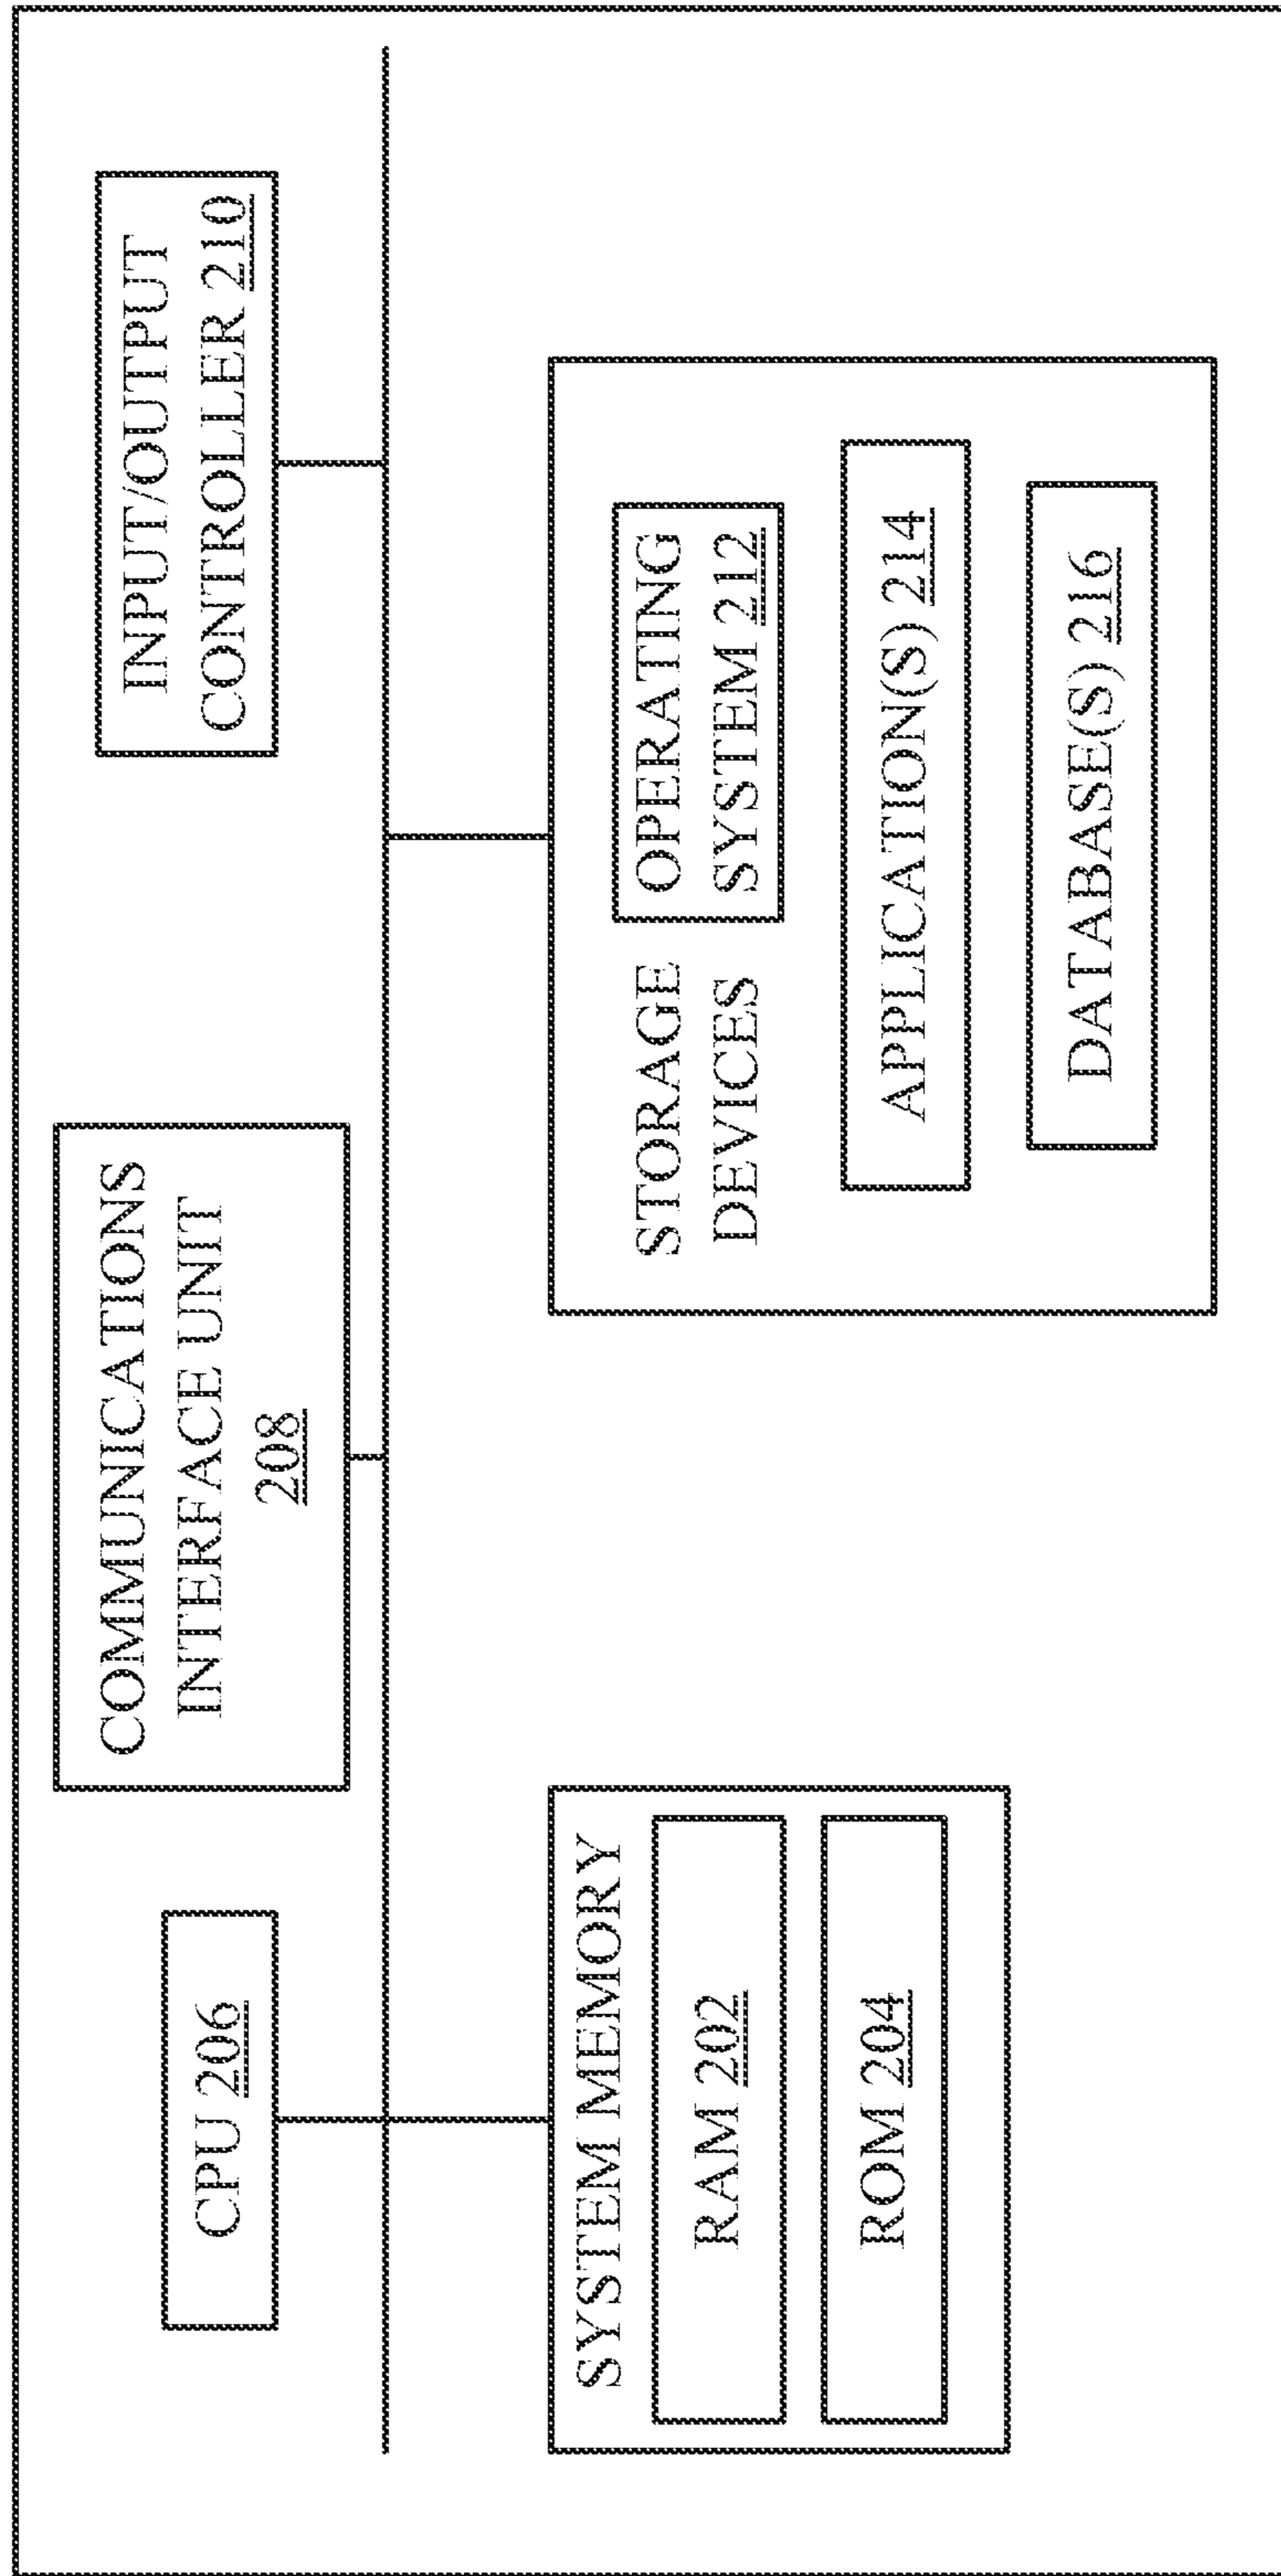 CPU 206
COMMUNICATIONS
INTERFACE UNIT
208
INPUT/OUTPUT
CONTROLLER 210
SYSTEM MEMORY
RAM 202
ROM 204
STORAGE
DEVICES
OPERATING
SYSTEM 212
APPLICATION(S) 214
DATABASE(S) 216